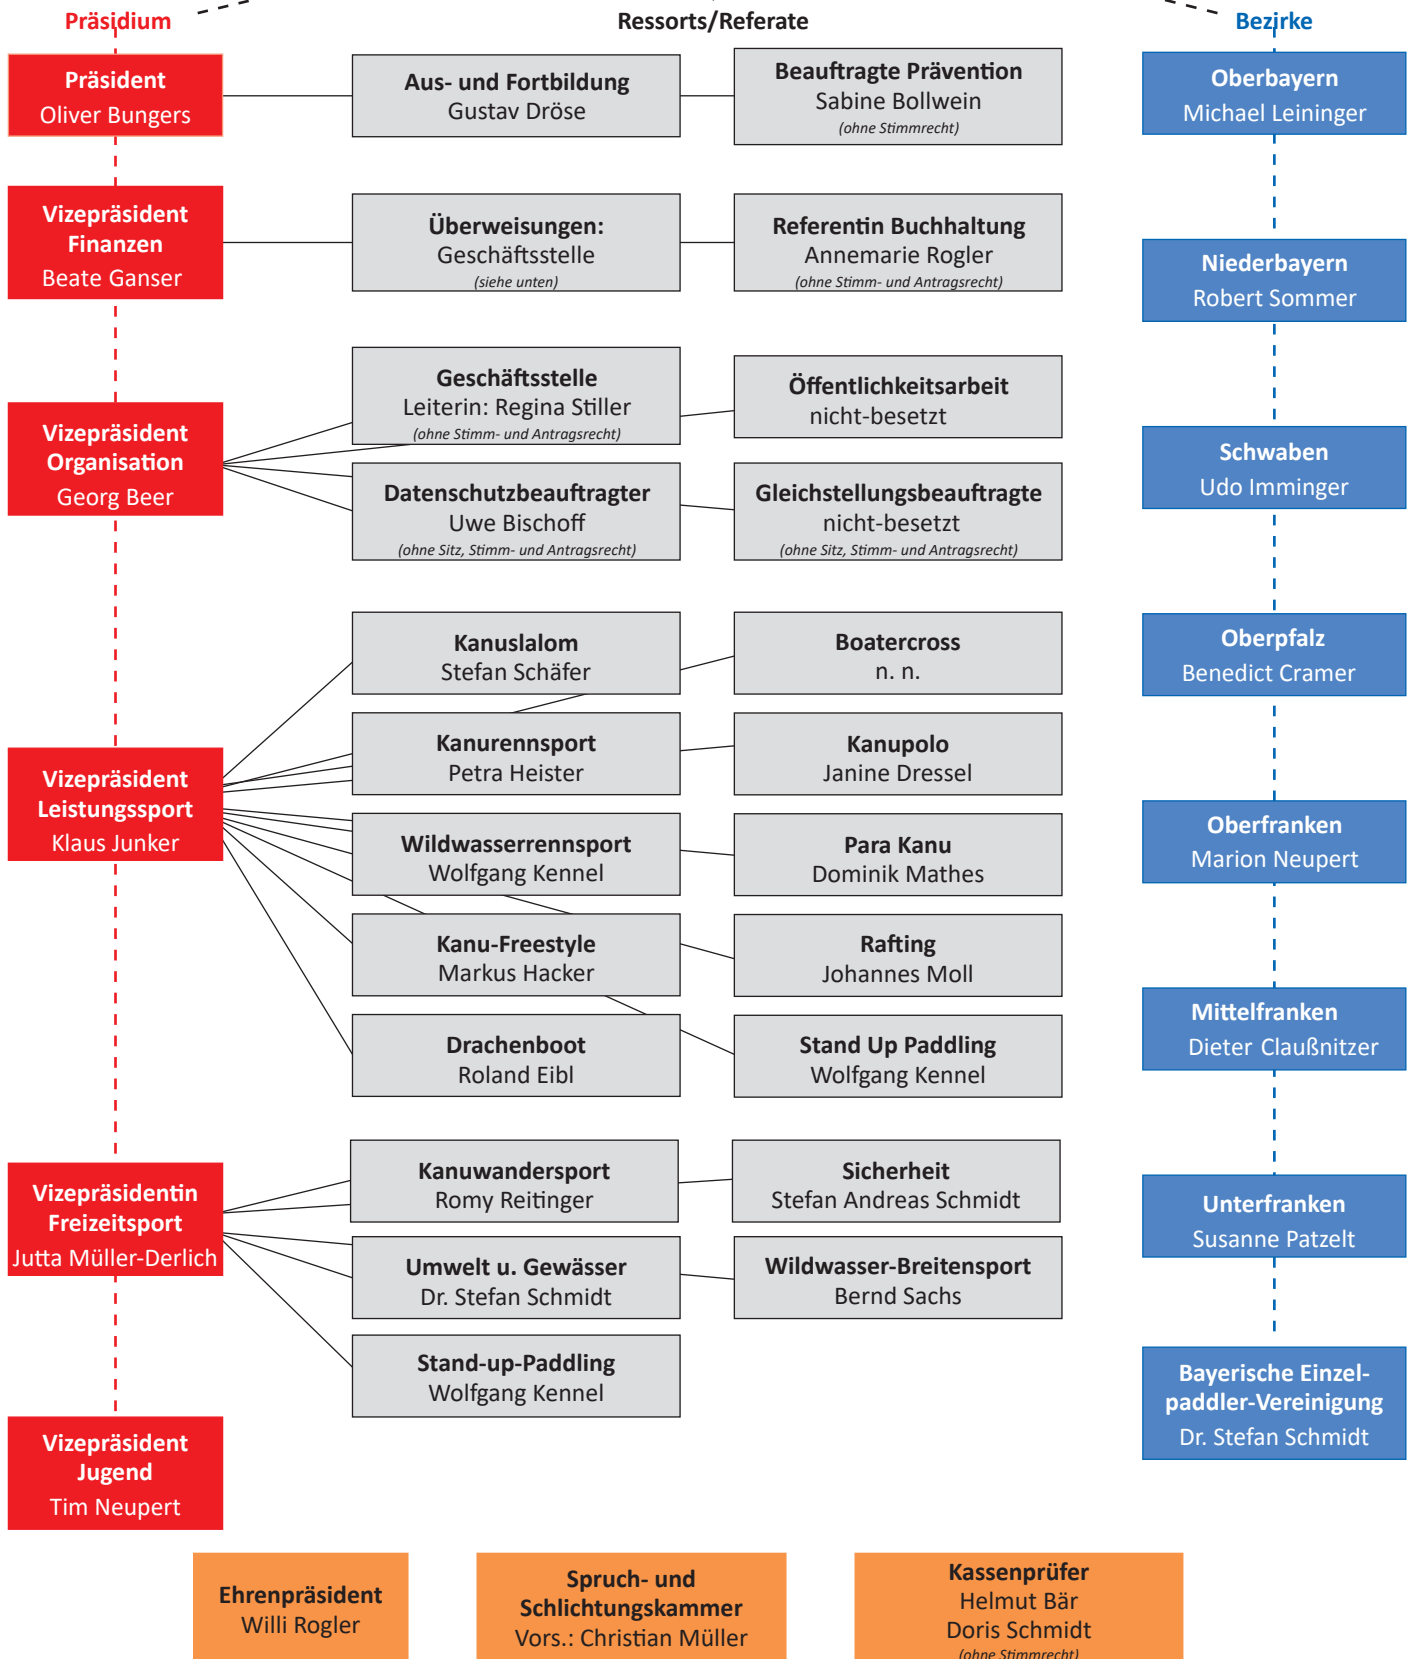 Präsidium
Ressorts/Referate
Bezirke
Präsident
Oliver Bungers
Aus- und Fortbildung
Gustav Dröse
Beauftragte Prävention
Sabine Bollwein
(ohne Stimmrecht)
Oberbayern
Michael Leininger
Vizepräsident
Finanzen
Beate Ganser
Überweisungen:
Geschäftsstelle
(siehe unten)
Referentin Buchhaltung
Annemarie Rogler
(ohne Stimm- und Antragsrecht)
Niederbayern
Robert Sommer
Vizepräsident
Organisation
Georg Beer
Geschäftsstelle
Leiterin: Regina Stiller
(ohne Stimm- und Antragsrecht)
Öffentlichkeitsarbeit
nicht-besetzt
Datenschutzbeauftragter
Uwe Bischoff
(ohne Sitz, Stimm- und Antragsrecht)
Gleichstellungsbeauftragte
nicht-besetzt
(ohne Sitz, Stimm- und Antragsrecht)
Schwaben
Udo Imminger
Vizepräsident
Leistungssport
Klaus Junker
Kanuslalom
Stefan Schäfer
Boatercross
n. n.
Kanurennsport
Petra Heister
Kanupolo
Janine Dressel
Wildwasserrennsport
Wolfgang Kennel
Para Kanu
Dominik Mathes
Kanu-Freestyle
Markus Hacker
Rafting
Johannes Moll
Drachenboot
Roland Eibl
Stand Up Paddling
Wolfgang Kennel
Oberpfalz
Benedict Cramer
Oberfranken
Marion Neupert
Mittelfranken
Dieter Claußnitzer
Vizepräsidentin
Freizeitsport
Jutta Müller-Derlich
Kanuwandersport
Romy Reitinger
Sicherheit
Stefan Andreas Schmidt
Umwelt u. Gewässer
Dr. Stefan Schmidt
Wildwasser-Breitensport
Bernd Sachs
Stand-up-Paddling
Wolfgang Kennel
Unterfranken
Susanne Patzelt
Bayerische Einzel-
paddler-Vereinigung
Dr. Stefan Schmidt
Vizepräsident
Jugend
Tim Neupert
Ehrenpräsident
Willi Rogler
Spruch- und
Schlichtungskammer
Vors.: Christian Müller
Kassenprüfer
Helmut Bär
Doris Schmidt
(ohne Stimmrecht)